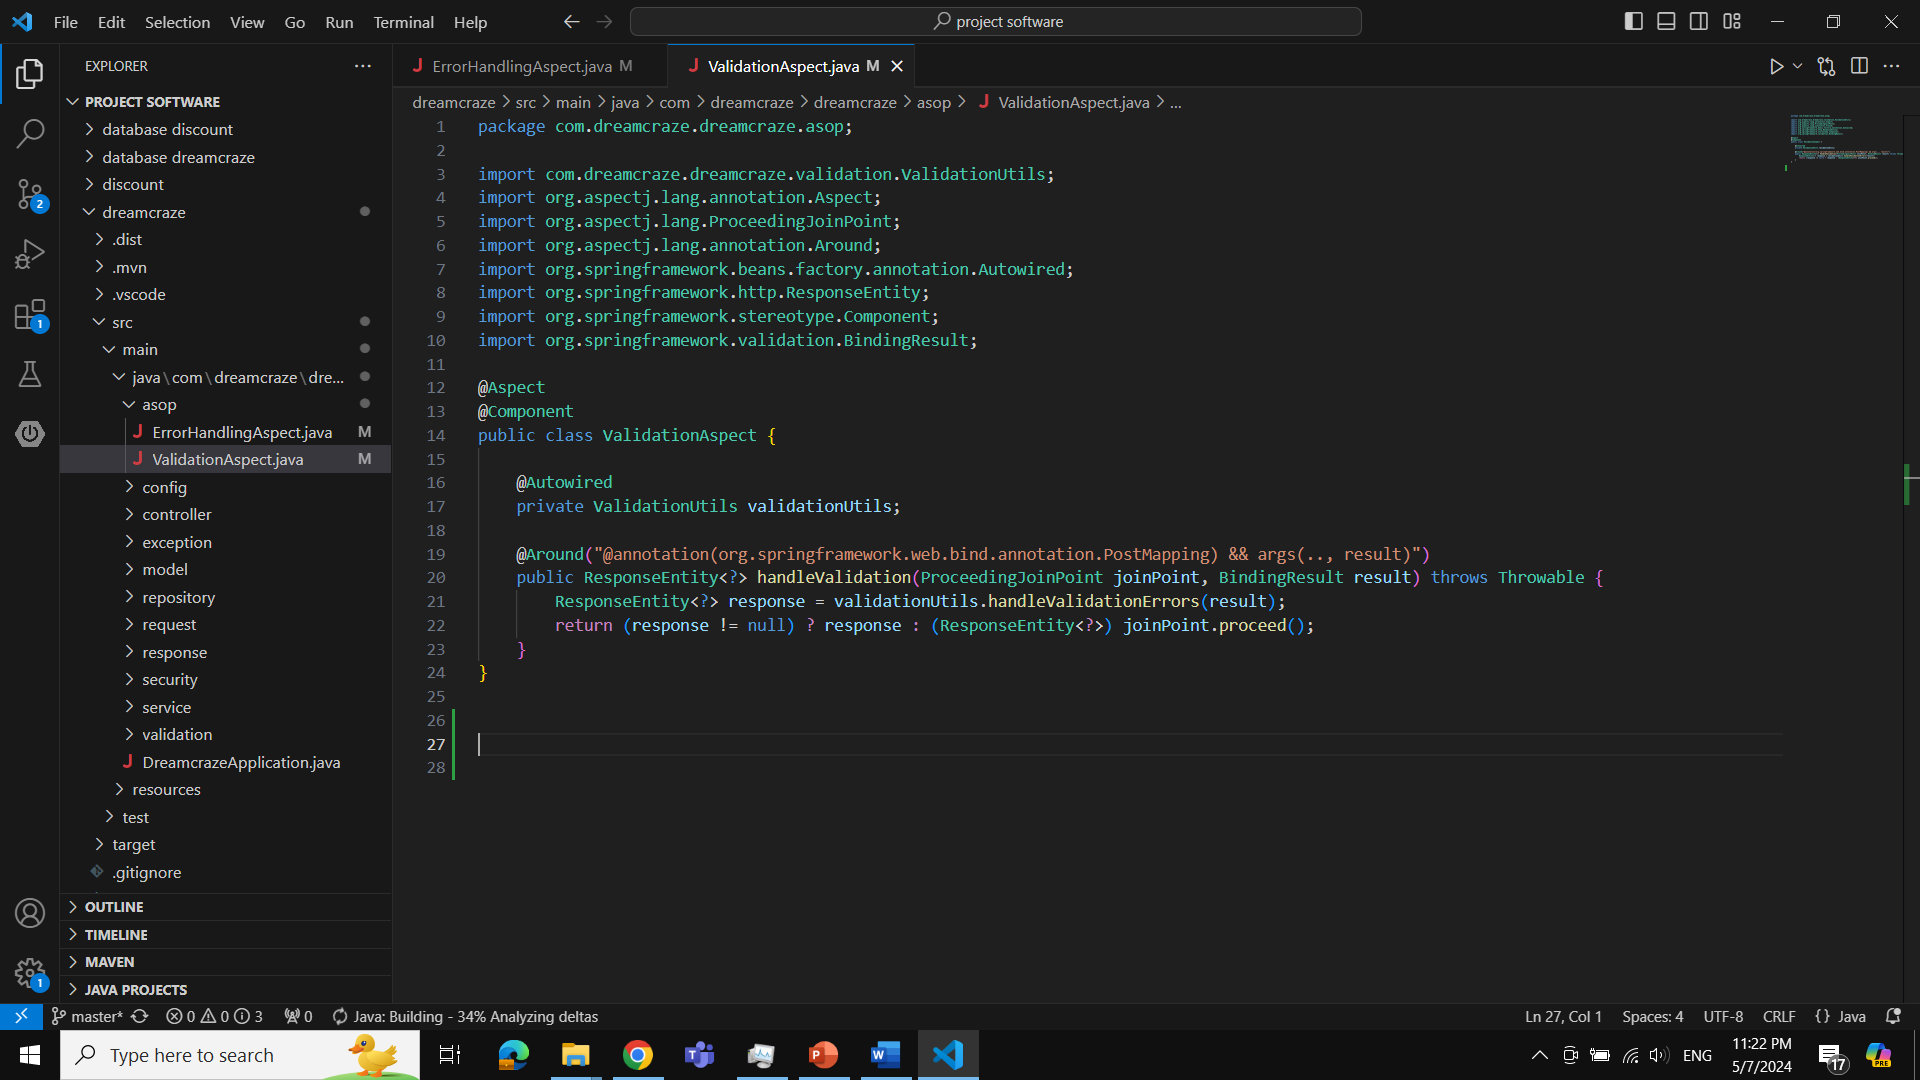 File Edit Selection View Go Run Terminal Help
project software
EXPLORER
PROJECT SOFTWARE
database discount
database dreamcraze
discount
dreamcraze
.dist
.mvn
.vscode
src
main
java\com\dreamcraze\dre...
asop
ErrorHandlingAspect.java M
ValidationAspect.java M
config
controller
exception
model
repository
request
response
security
service
validation
DreamcrazeApplication.java
resources
test
target
.gitignore
OUTLINE
TIMELINE
MAVEN
JAVA PROJECTS
2
1
1
ErrorHandlingAspect.java M
ValidationAspect.java M
dreamcraze > src > main > java > com > dreamcraze > dreamcraze > asop > ValidationAspect.java > ...
1 package com.dreamcraze.dreamcraze.asop;
2
3 import com.dreamcraze.dreamcraze.validation.ValidationUtils;
4 import org.aspectj.lang.annotation.Aspect;
5 import org.aspectj.lang.ProceedingJoinPoint;
6 import org.aspectj.lang.annotation.Around;
7 import org.springframework.beans.factory.annotation.Autowired;
8 import org.springframework.http.ResponseEntity;
9 import org.springframework.stereotype.Component;
10 import org.springframework.validation.BindingResult;
11
12 @Aspect
13 @Component
14 public class ValidationAspect {
15
16 @Autowired
17 private ValidationUtils validationUtils;
18
19 @Around("@annotation(org.springframework.web.bind.annotation.PostMapping) && args(.., result)")
20 public ResponseEntity<?> handleValidation(ProceedingJoinPoint joinPoint, BindingResult result) throws Throwable {
21 ResponseEntity<?> response = validationUtils.handleValidationErrors(result);
22 return (response != null) ? response : (ResponseEntity<?>) joinPoint.proceed();
23 }
24 }
25
26
27
28
master* 0 0 3 0 Java: Building - 34% Analyzing deltas
Ln 27, Col 1 Spaces: 4 UTF-8 CRLF {} Java
Type here to search
ENG
11:22 PM
5/7/2024
17
PRE